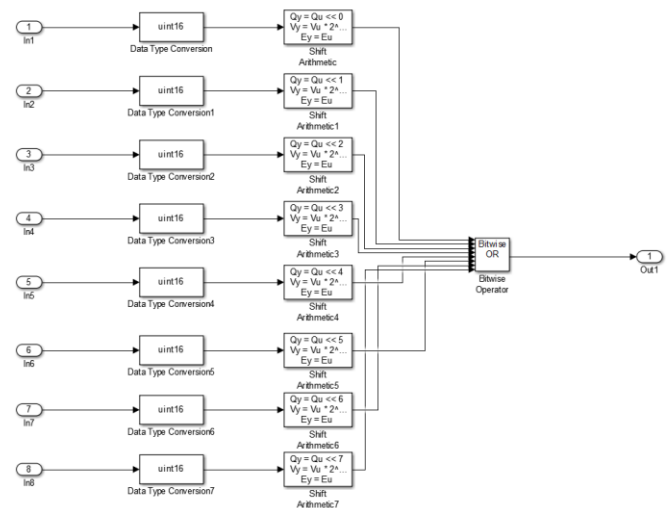 1
In1
uint16
Data Type Conversion
Qy = Qu << 0
Vy = Vu * 2^...
Ey = Eu
Shift
Arithmetic
2
In2
uint16
Data Type Conversion1
Qy = Qu << 1
Vy = Vu * 2^...
Ey = Eu
Shift
Arithmetic1
3
In3
uint16
Data Type Conversion2
Qy = Qu << 2
Vy = Vu * 2^...
Ey = Eu
Shift
Arithmetic2
4
In4
uint16
Data Type Conversion3
Qy = Qu << 3
Vy = Vu * 2^...
Ey = Eu
Shift
Arithmetic3
5
In5
uint16
Data Type Conversion4
Qy = Qu << 4
Vy = Vu * 2^...
Ey = Eu
Shift
Arithmetic4
6
In6
uint16
Data Type Conversion5
Qy = Qu << 5
Vy = Vu * 2^...
Ey = Eu
Shift
Arithmetic5
7
In7
uint16
Data Type Conversion6
Qy = Qu << 6
Vy = Vu * 2^...
Ey = Eu
Shift
Arithmetic6
8
In8
uint16
Data Type Conversion7
Qy = Qu << 7
Vy = Vu * 2^...
Ey = Eu
Shift
Arithmetic7
Bitwise
OR
Bitwise
Operator
1
Out1